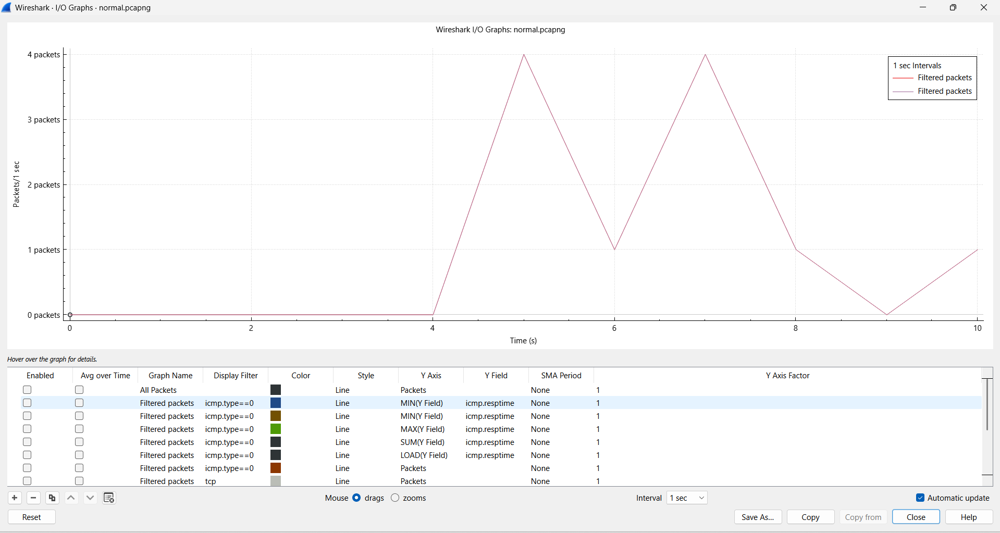 Wireshark · I/O Graphs · normal.pcapng
Wireshark I/O Graphs: normal.pcapng
4 packets
3 packets
2 packets
1 packets
0 packets
Packets/1 sec
1 sec Intervals
Filtered packets
Filtered packets
0 2 4 6 8 10
Time (s)
Hover over the graph for details.
Enabled Avg over Time Graph Name Display Filter Color Style Y Axis Y Field SMA Period Y Axis Factor
All Packets Line Packets None 1
Filtered packets icmp.type==0 Line MIN(Y Field) icmp.resptime None 1
Filtered packets icmp.type==0 Line MIN(Y Field) icmp.resptime None 1
Filtered packets icmp.type==0 Line MAX(Y Field) icmp.resptime None 1
Filtered packets icmp.type==0 Line SUM(Y Field) icmp.resptime None 1
Filtered packets icmp.type==0 Line LOAD(Y Field) icmp.resptime None 1
Filtered packets icmp.type==0 Line Packets None 1
Filtered packets tcp Line Packets None 1
Mouse drags zooms Interval 1 sec Automatic update
Reset Save As... Copy Copy from Close Help